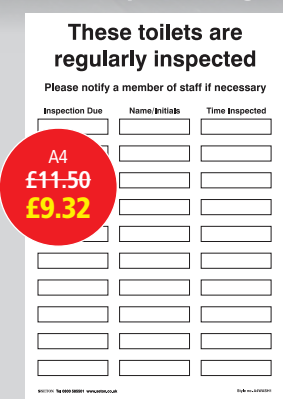 These toilets are
regularly inspected
Please notify a member of staff if necessary
Inspection Due Name/Initials Time Inspected
A4
£11.50
£9.32